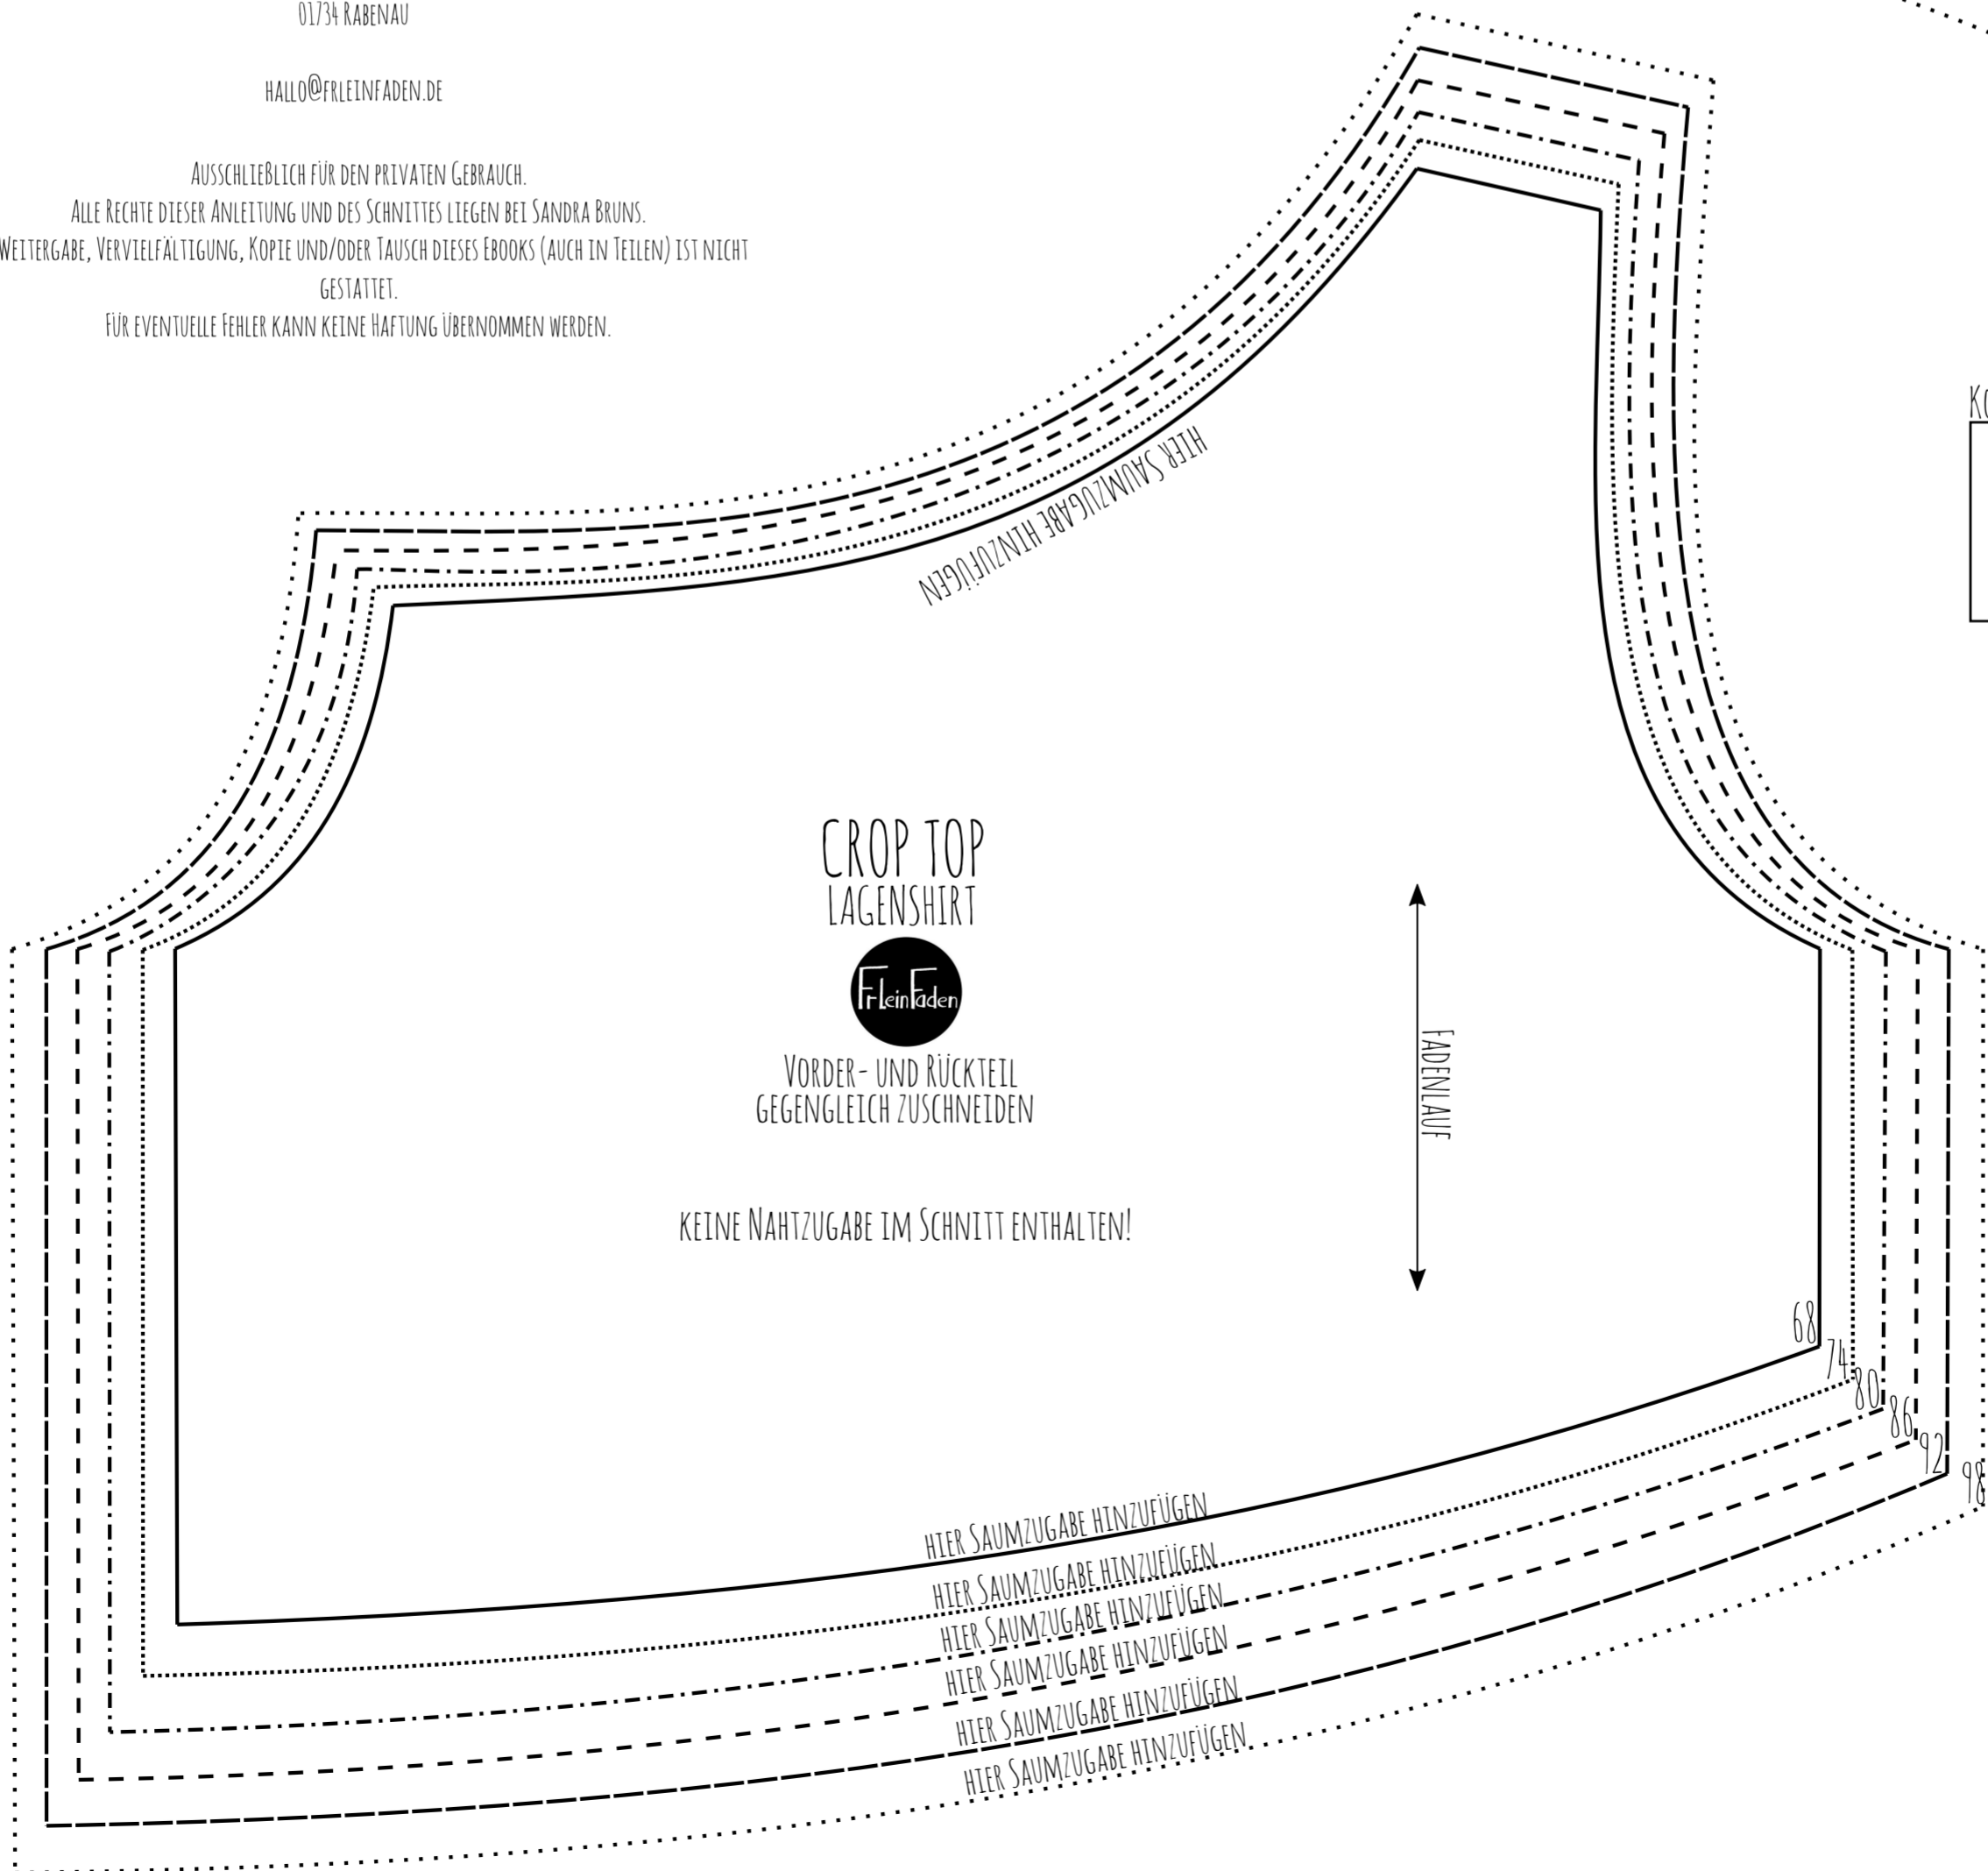 01734 Rabenau
hallo@frleinfaden.de
Ausschließlich für den privaten Gebrauch.
Alle Rechte dieser Anleitung und des Schnittes liegen bei Sandra Bruns.
Weitergabe, Vervielfältigung, Kopie und/oder Tausch dieses Ebooks (auch in Teilen) ist nicht
gestattet.
Für eventuelle Fehler kann keine Haftung übernommen werden.
hier Saumzugabe hinzufügen
CROP TOP
LAGENSHIRT
FrLeinFaden
Vorder- und Rückteil
gegengleich zuschneiden
keine Nahtzugabe im Schnitt enthalten!
Fadenlauf
68
74
80
86
92
98
hier Saumzugabe hinzufügen
hier Saumzugabe hinzufügen
hier Saumzugabe hinzufügen
hier Saumzugabe hinzufügen
hier Saumzugabe hinzufügen
hier Saumzugabe hinzufügen